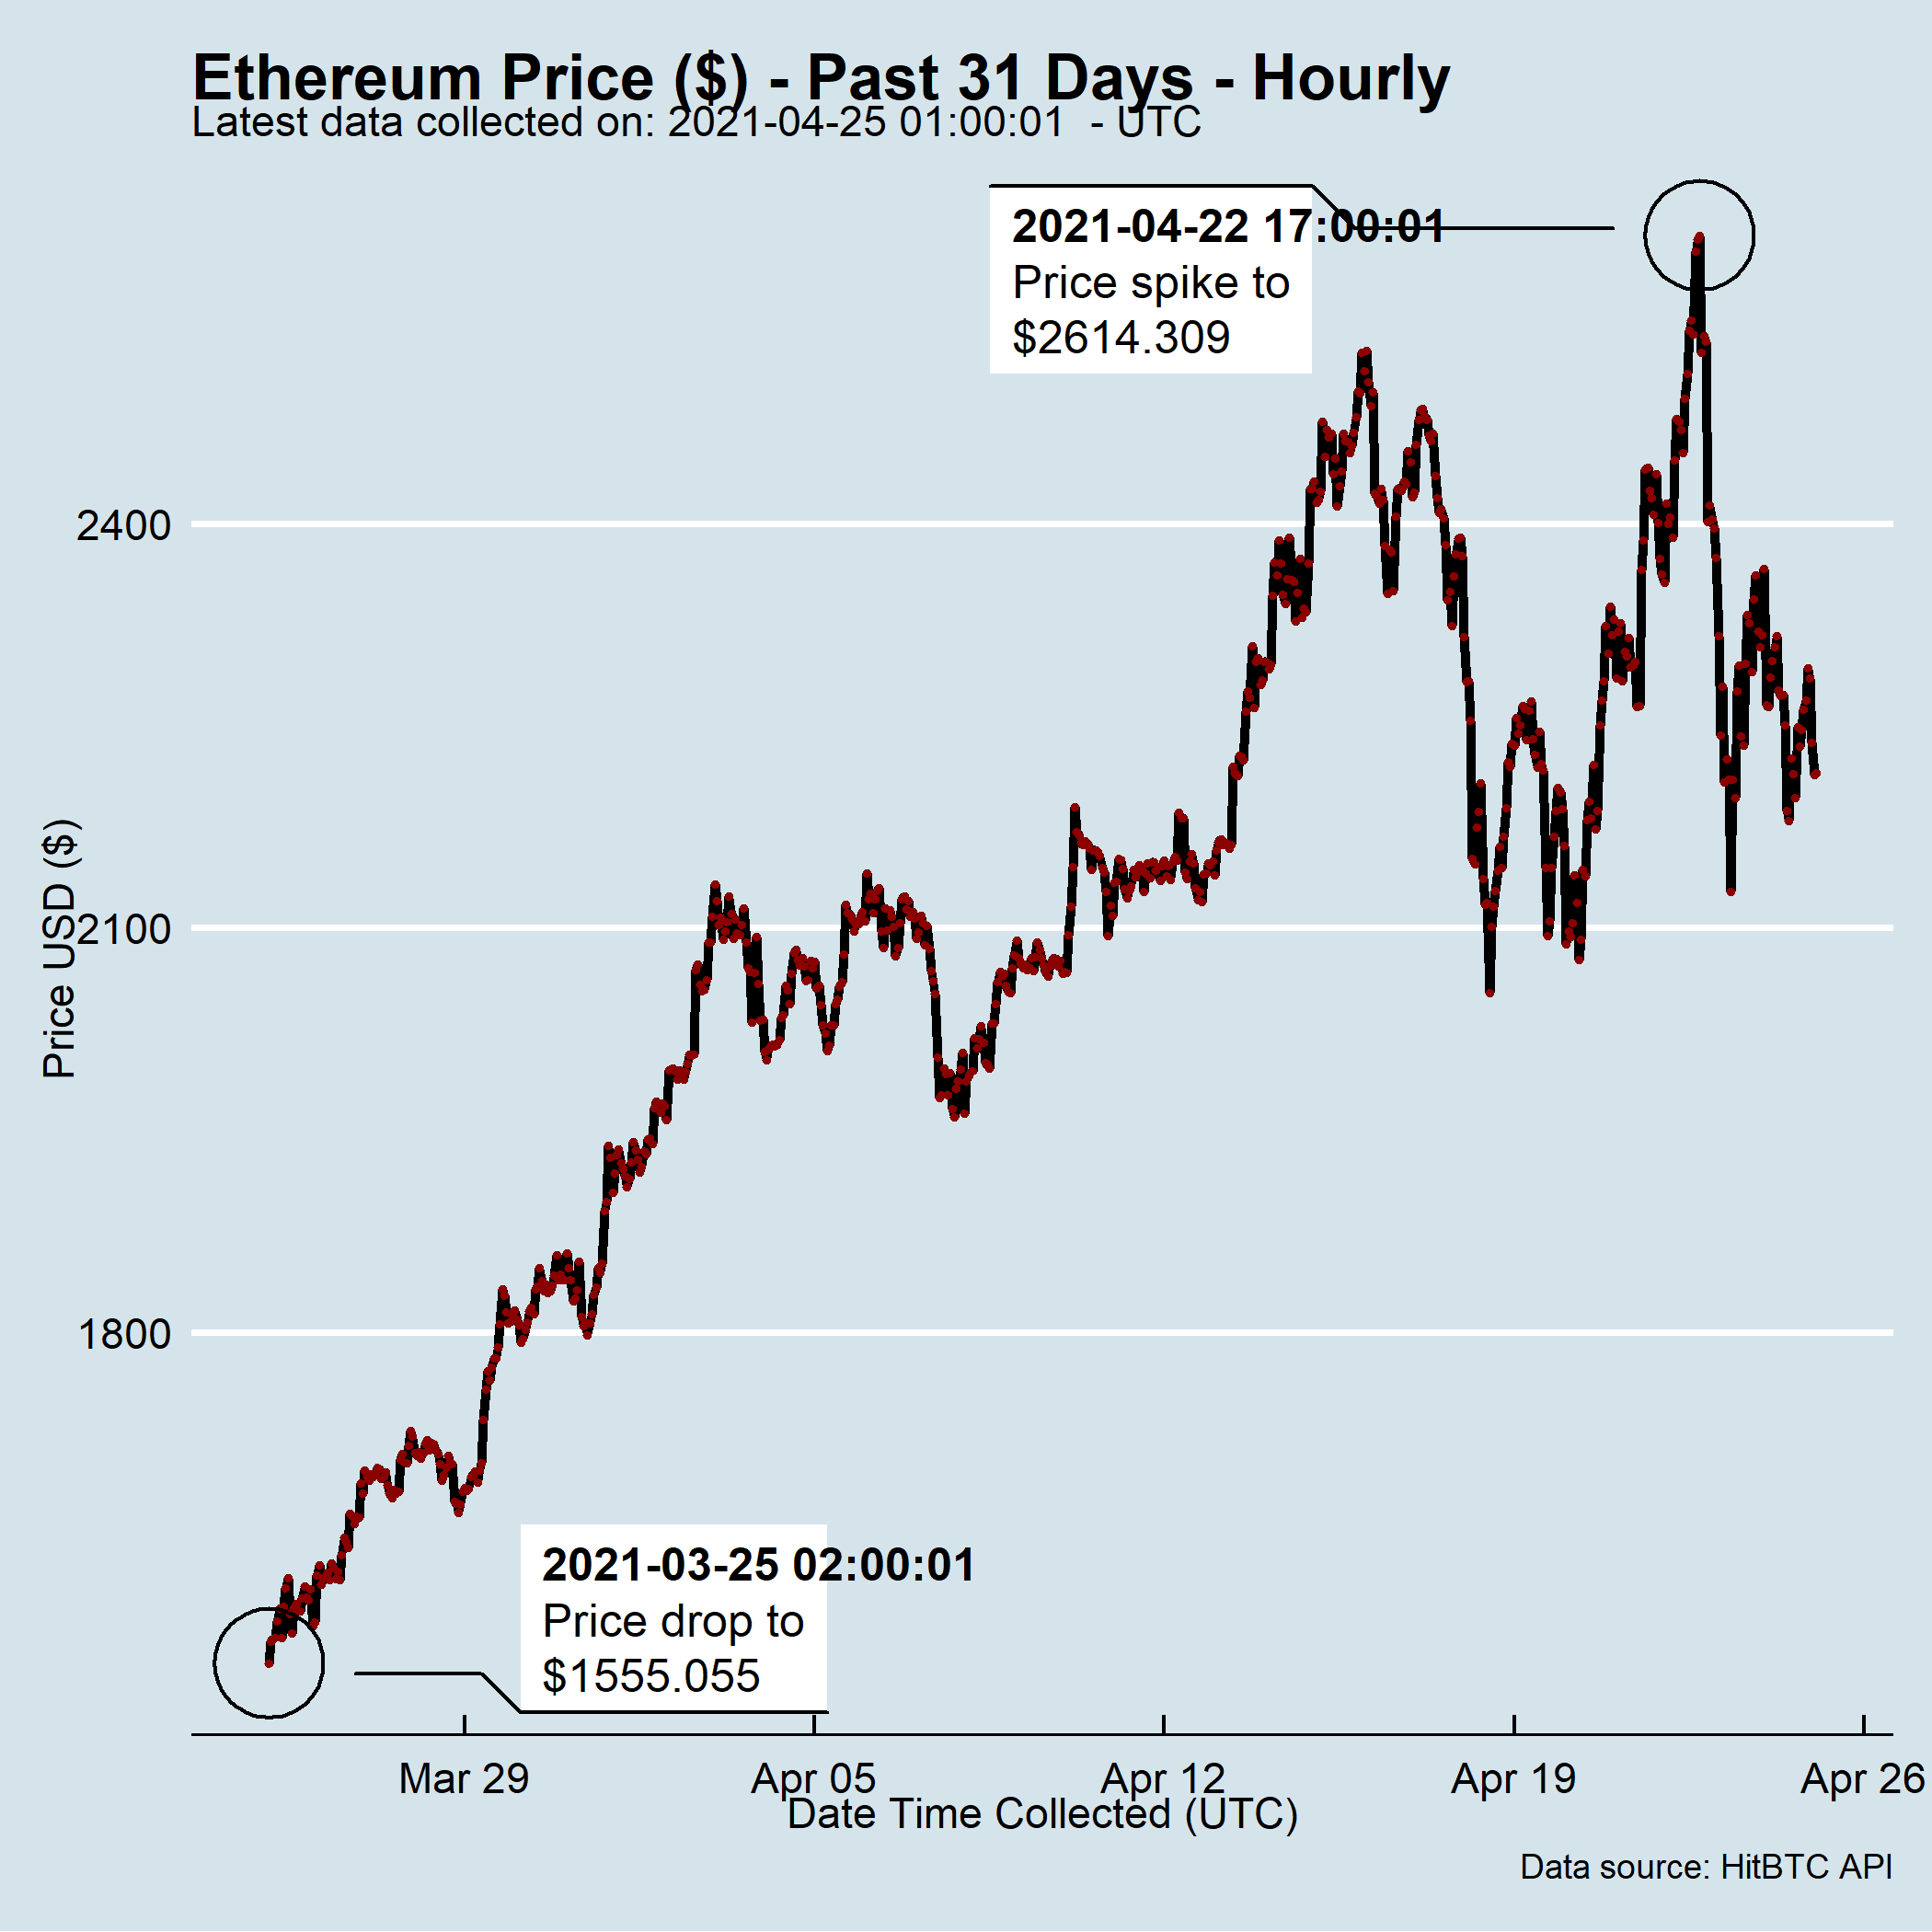 Ethereum Price ($) - Past 31 Days - Hourly
Latest data collected on: 2021-04-25 01:00:01  - UTC
2021-04-22 17:00:01
Price spike to
$2614.309
2400
2100
1800
Price USD ($)
2021-03-25 02:00:01
Price drop to
$1555.055
Mar 29
Apr 05
Apr 12
Apr 19
Apr 26
Date Time Collected (UTC)
Data source: HitBTC API